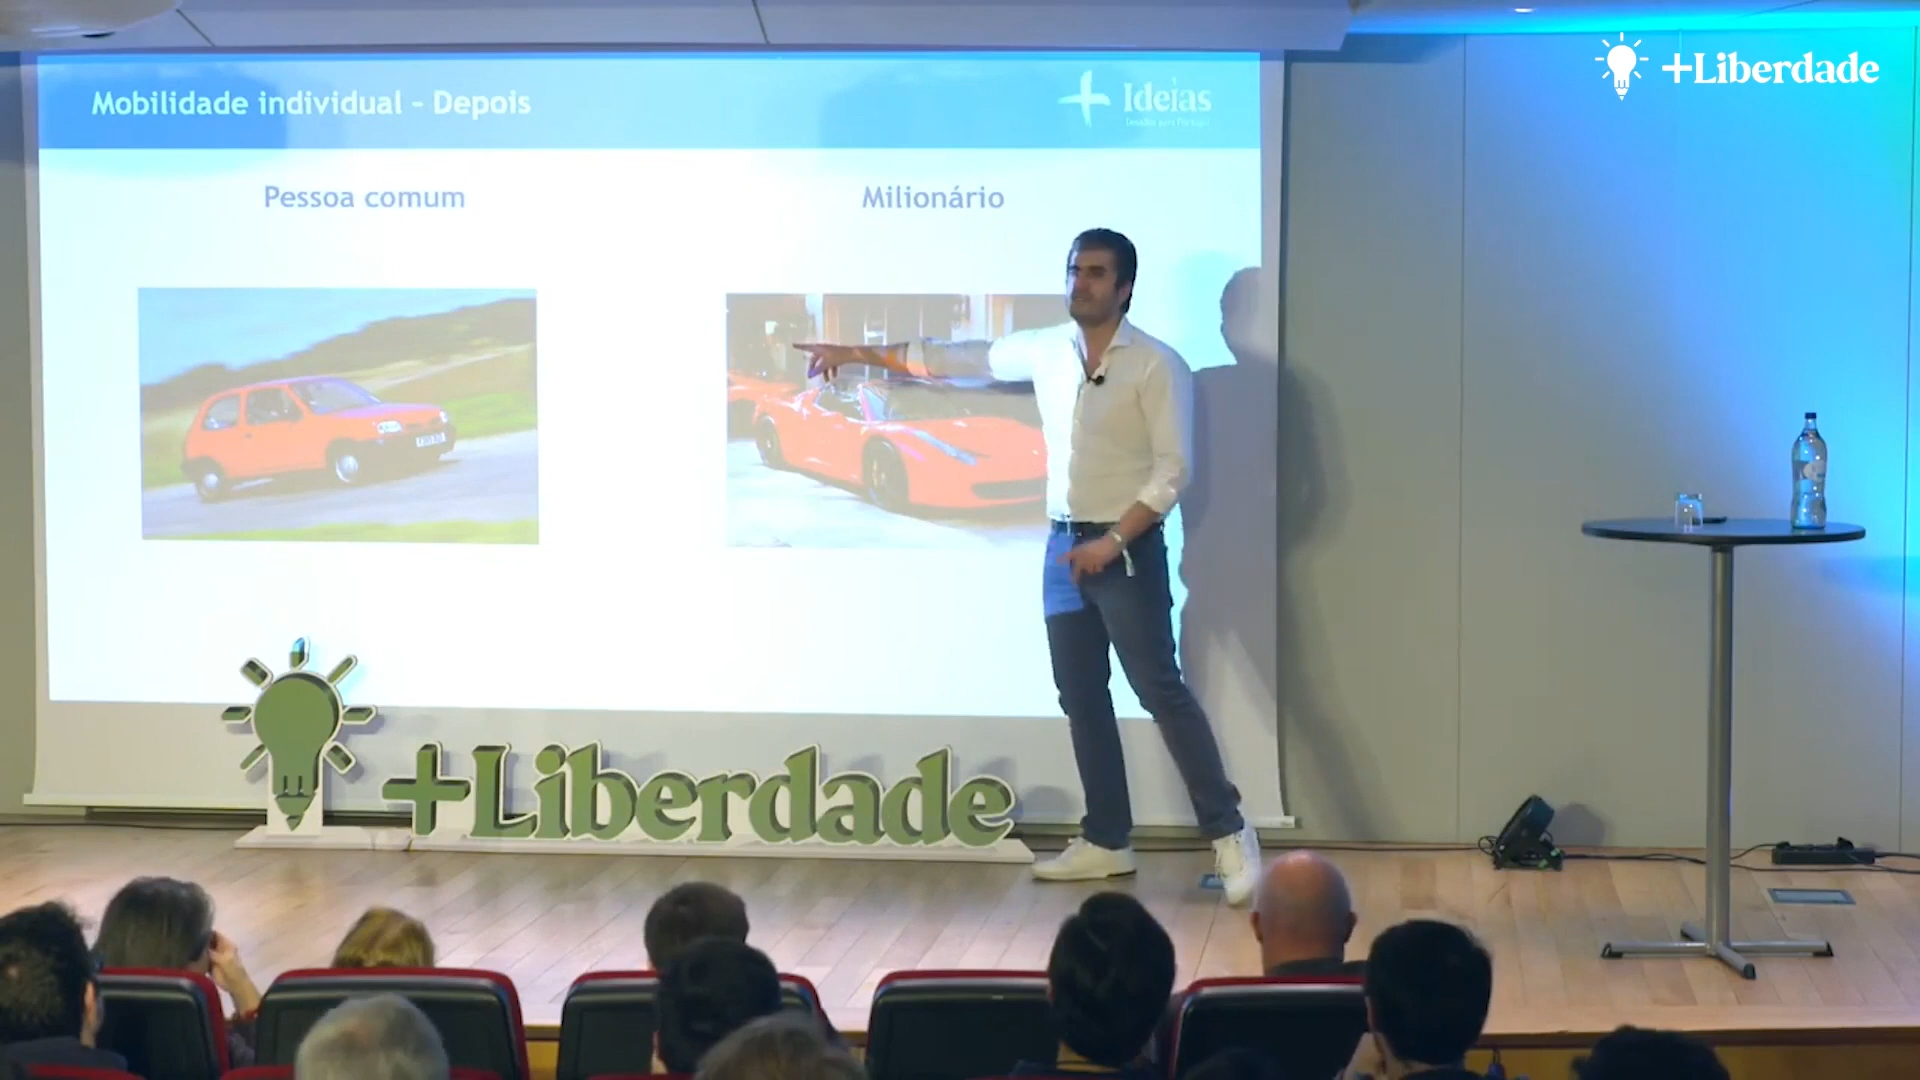 +Liberdade
Mobilidade individual - Depois
Ideias
Pessoa comum
Milionário
+Liberdade